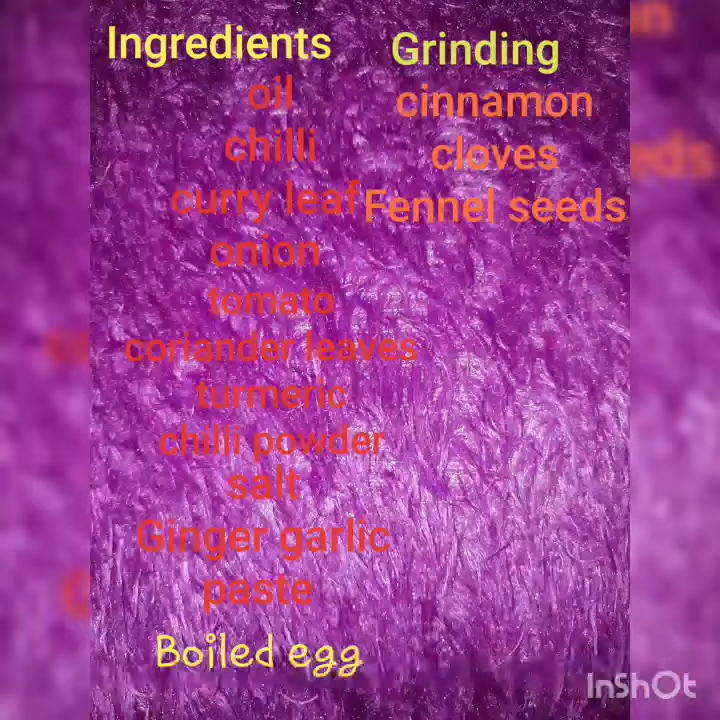 Ingredients
oil
chilli
curry leaf
onion
tomato
coriander leaves
turmeric
chilli powder
salt
Ginger garlic
paste
Boiled egg
Grinding
cinnamon
cloves
Fennel seeds
InShOt